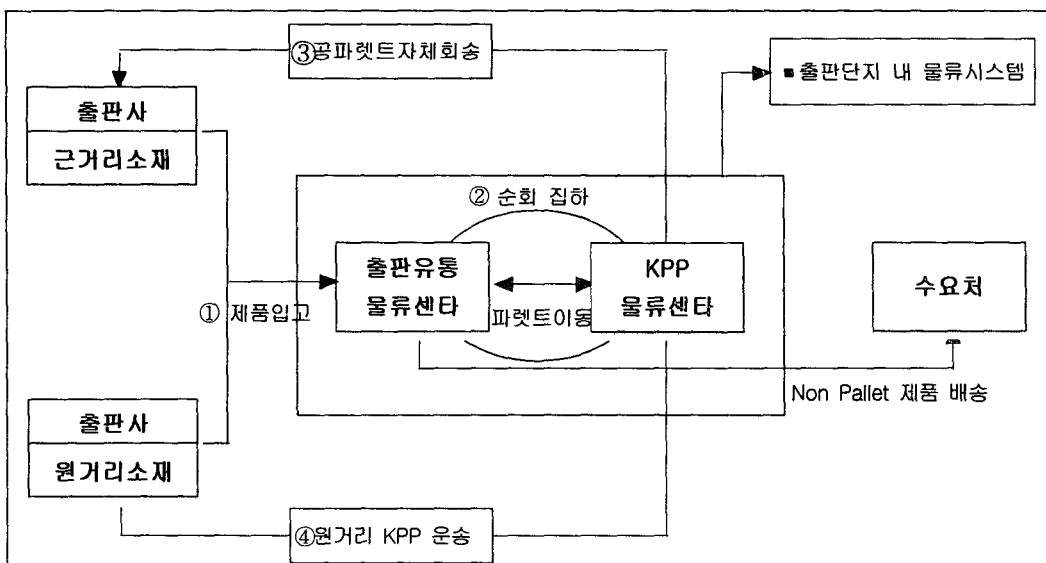 ③공파렛트자체회송
▪출판단지 내 물류시스템
출판사
근거리소재
② 순회 집하
출판유통
물류센타
KPP
물류센타
수요처
파렛트이동
① 제품입고
Non Pallet 제품 배송
출판사
원거리소재
④원거리 KPP 운송